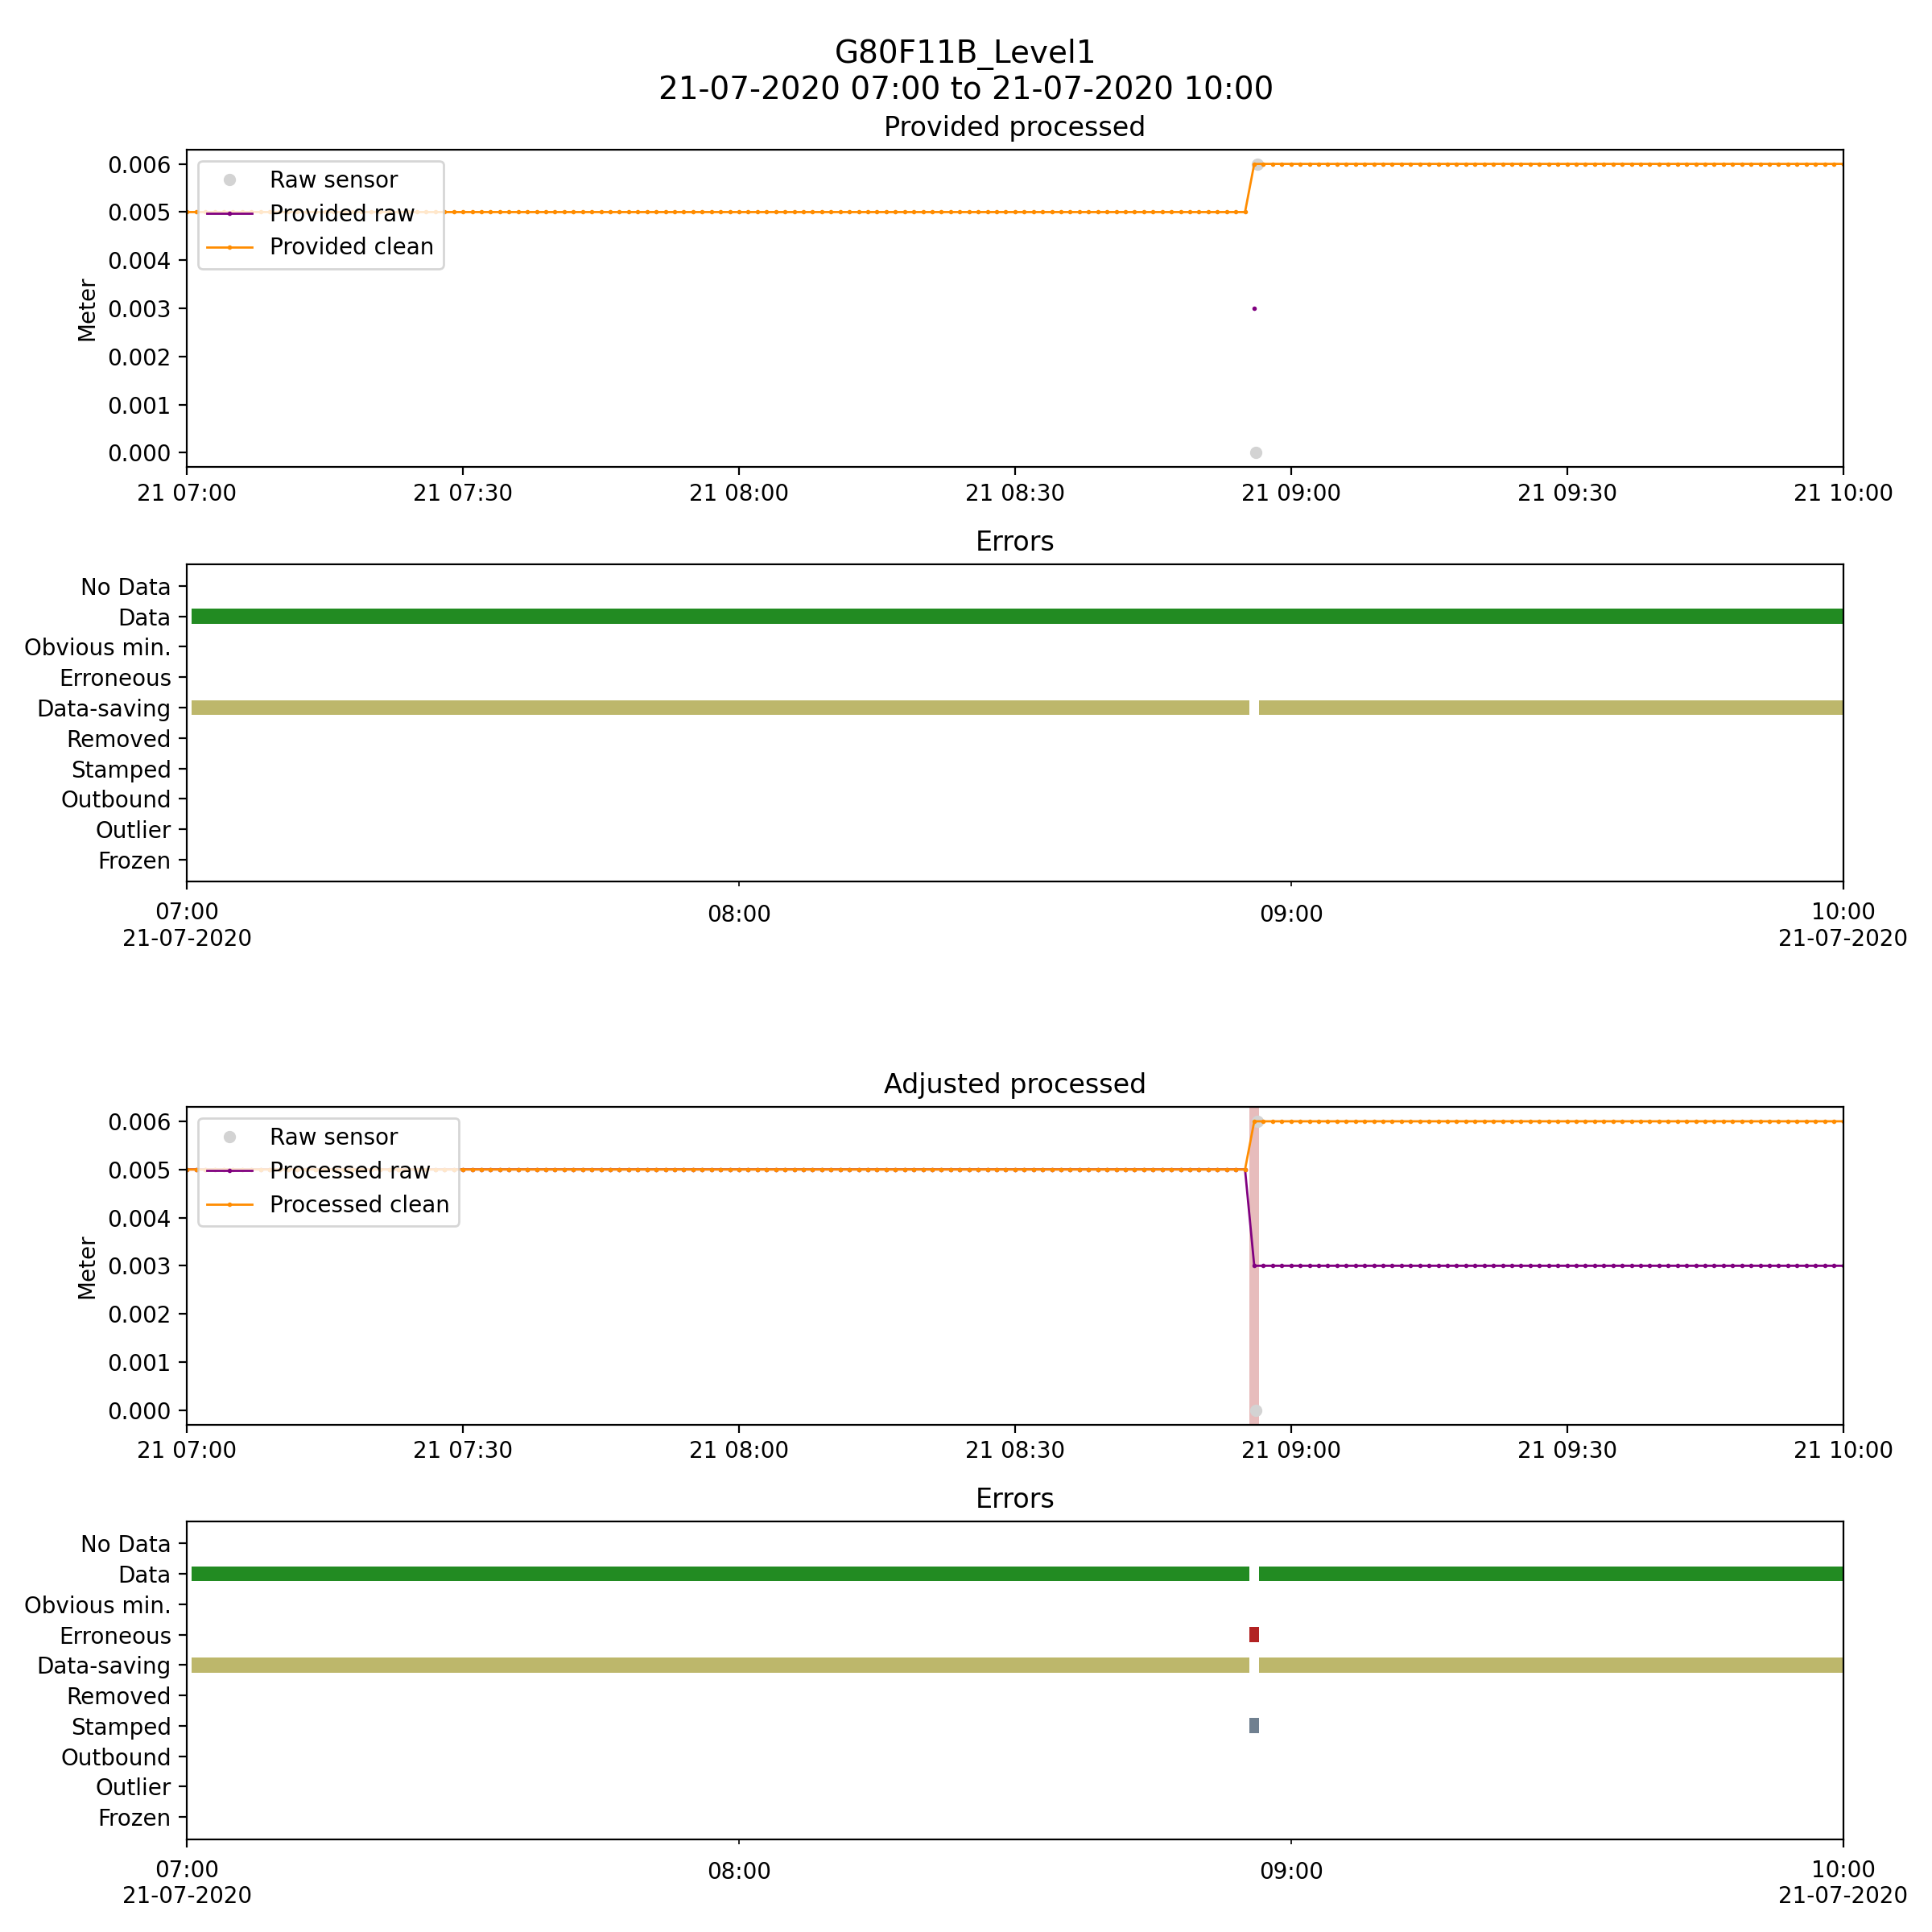 G80F11B_Level1
21-07-2020 07:00 to 21-07-2020 10:00
Provided processed
Raw sensor
Provided raw
Provided clean
Meter
0.006
0.005
0.004
0.003
0.002
0.001
0.000
21 07:00 21 07:30 21 08:00 21 08:30 21 09:00 21 09:30 21 10:00
Errors
No Data
Data
Obvious min.
Erroneous
Data-saving
Removed
Stamped
Outbound
Outlier
Frozen
07:00 08:00 09:00 10:00
21-07-2020 21-07-2020
Adjusted processed
Raw sensor
Processed raw
Processed clean
Meter
0.006
0.005
0.004
0.003
0.002
0.001
0.000
21 07:00 21 07:30 21 08:00 21 08:30 21 09:00 21 09:30 21 10:00
Errors
No Data
Data
Obvious min.
Erroneous
Data-saving
Removed
Stamped
Outbound
Outlier
Frozen
07:00 08:00 09:00 10:00
21-07-2020 21-07-2020